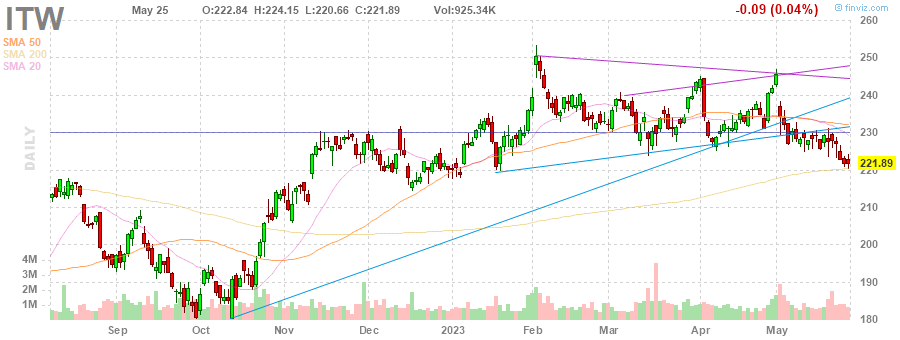 ITW May 25 O:222.84 H:224.15 L:220.66 C:221.89 Vol:925.34K -0.09 (0.04%) © finviz.com
SMA 50
SMA 200
SMA 20
DAILY
260
250
240
230
221.89
220
210
200
190
180
4M
3M
2M
1M
Sep Oct Nov Dec 2023 Feb Mar Apr May